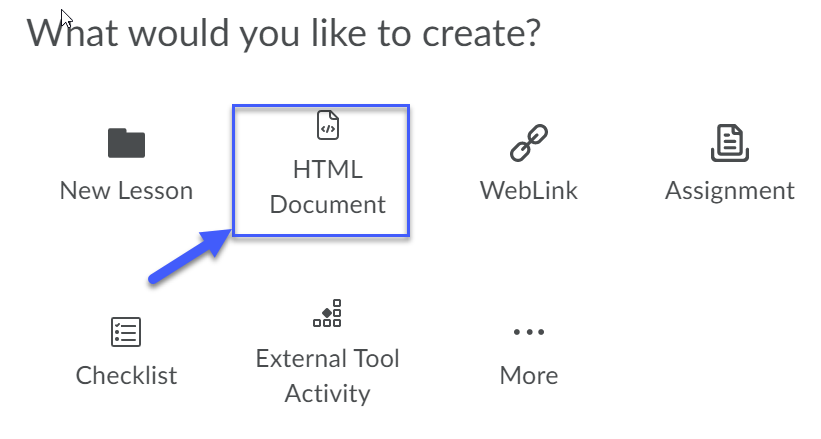 What would you like to create?
New Lesson
HTML
Document
WebLink
Assignment
Checklist
External Tool
Activity
More